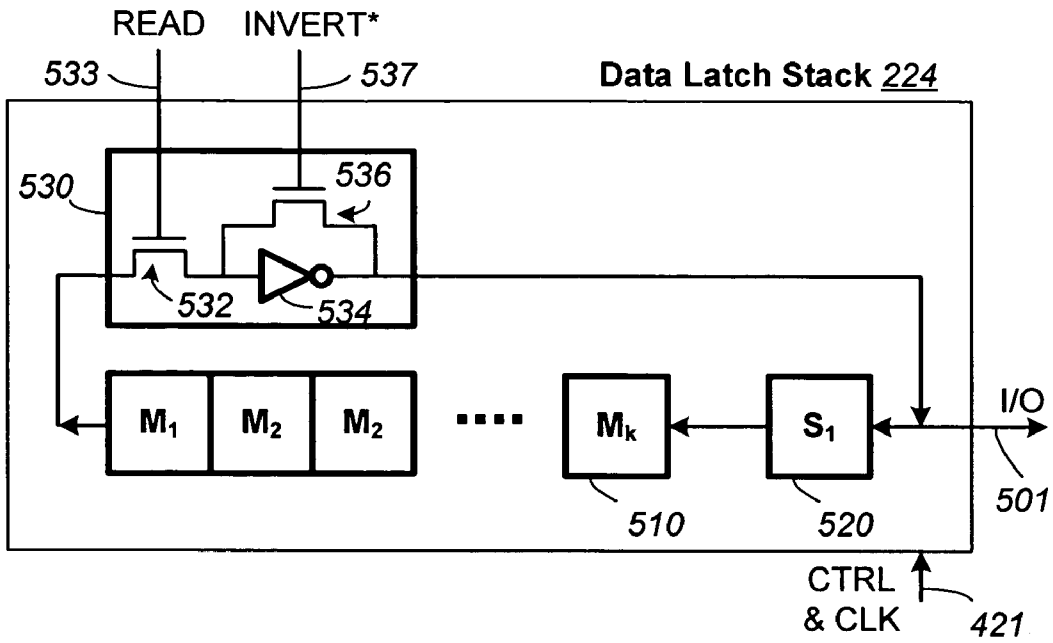 READ INVERT*
533 537
Data Latch Stack 224
530 536
532 534
M1 M2 M2 Mk S1 I/O
510 520 501
CTRL
& CLK 421